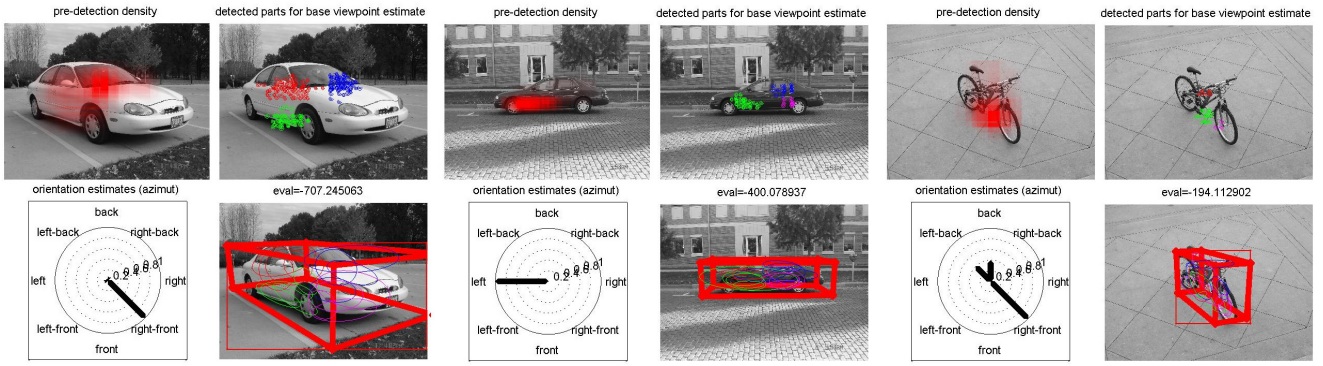 pre-detection density
detected parts for base viewpoint estimate
pre-detection density
detected parts for base viewpoint estimate
pre-detection density
detected parts for base viewpoint estimate
orientation estimates (azimut)
eval=-707.245063
orientation estimates (azimut)
eval=-400.078937
orientation estimates (azimut)
eval=-194.112902
back
left-back
right-back
left
right
left-front
right-front
front
back
left-back
right-back
left
right
left-front
right-front
front
back
left-back
right-back
left
right
left-front
right-front
front